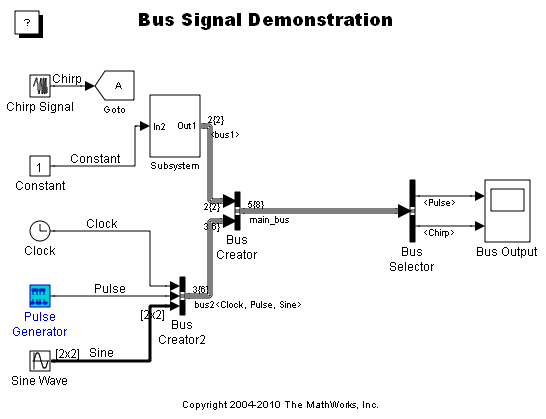 Bus Signal Demonstration
?
Chirp
A
Chirp Signal
Goto
In2
Out1
2{2}
<bus1>
Subsystem
1
Constant
Constant
2{2}
5{8}
3{6}
main_bus
Bus
Creator
<Pulse>
<Chirp>
Bus
Selector
Bus Output
Clock
Clock
Pulse
3{6}
bus2<Clock, Pulse, Sine>
Pulse
Generator
[2x2]
Bus
Creator2
[2x2]
Sine
Sine Wave
Copyright 2004-2010 The MathWorks, Inc.